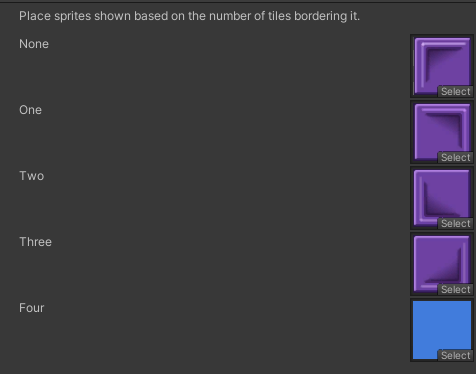 Place sprites shown based on the number of tiles bordering it.
None
Select
One
Select
Two
Select
Three
Select
Four
Select